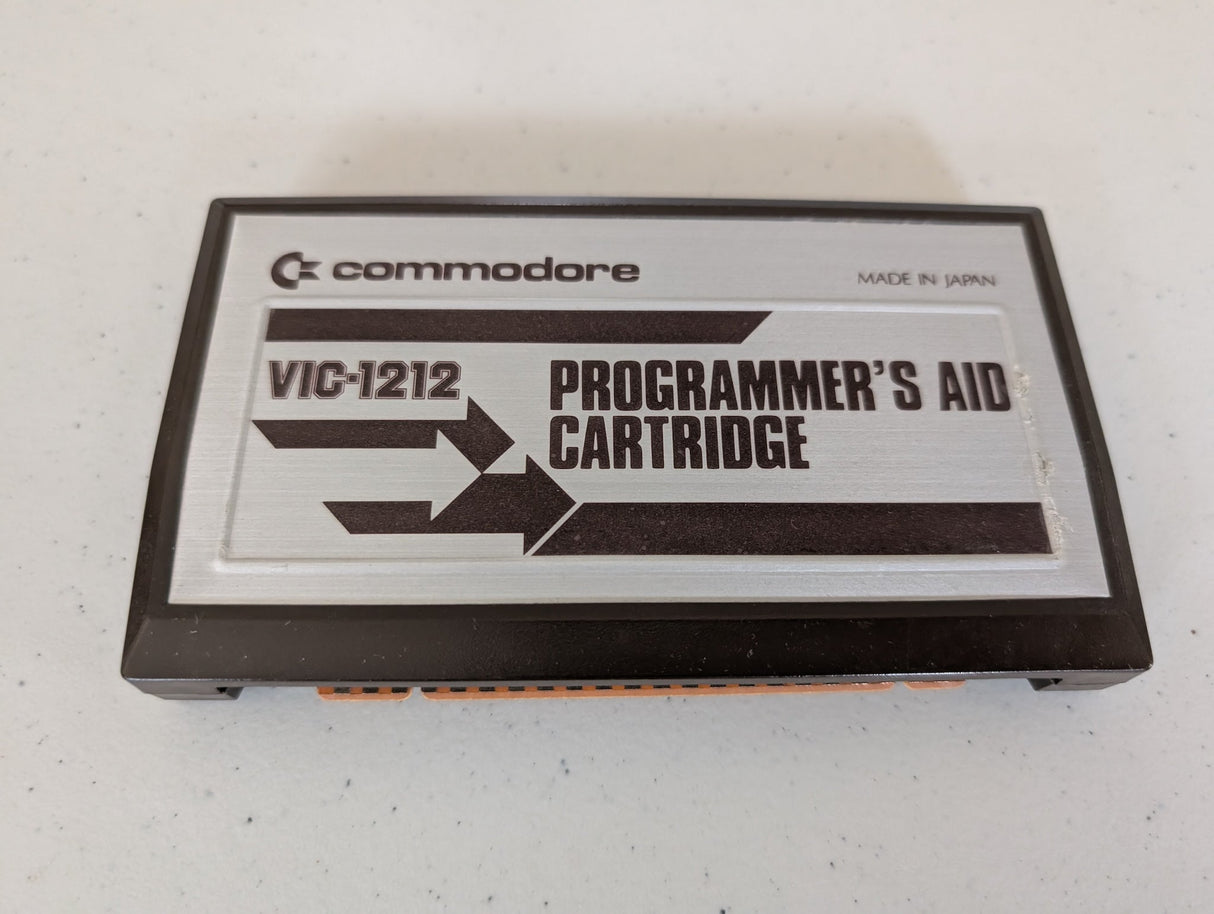 commodore
MADE IN JAPAN
VIC-1212
PROGRAMMER'S AID
CARTRIDGE